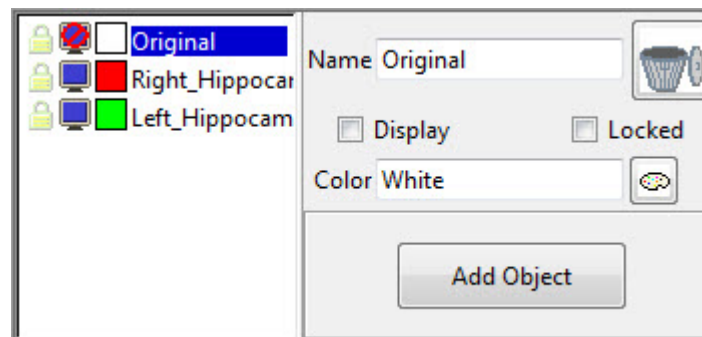 Original
Right_Hippocar
Left_Hippocam
Name Original
Display Locked
Color White
Add Object